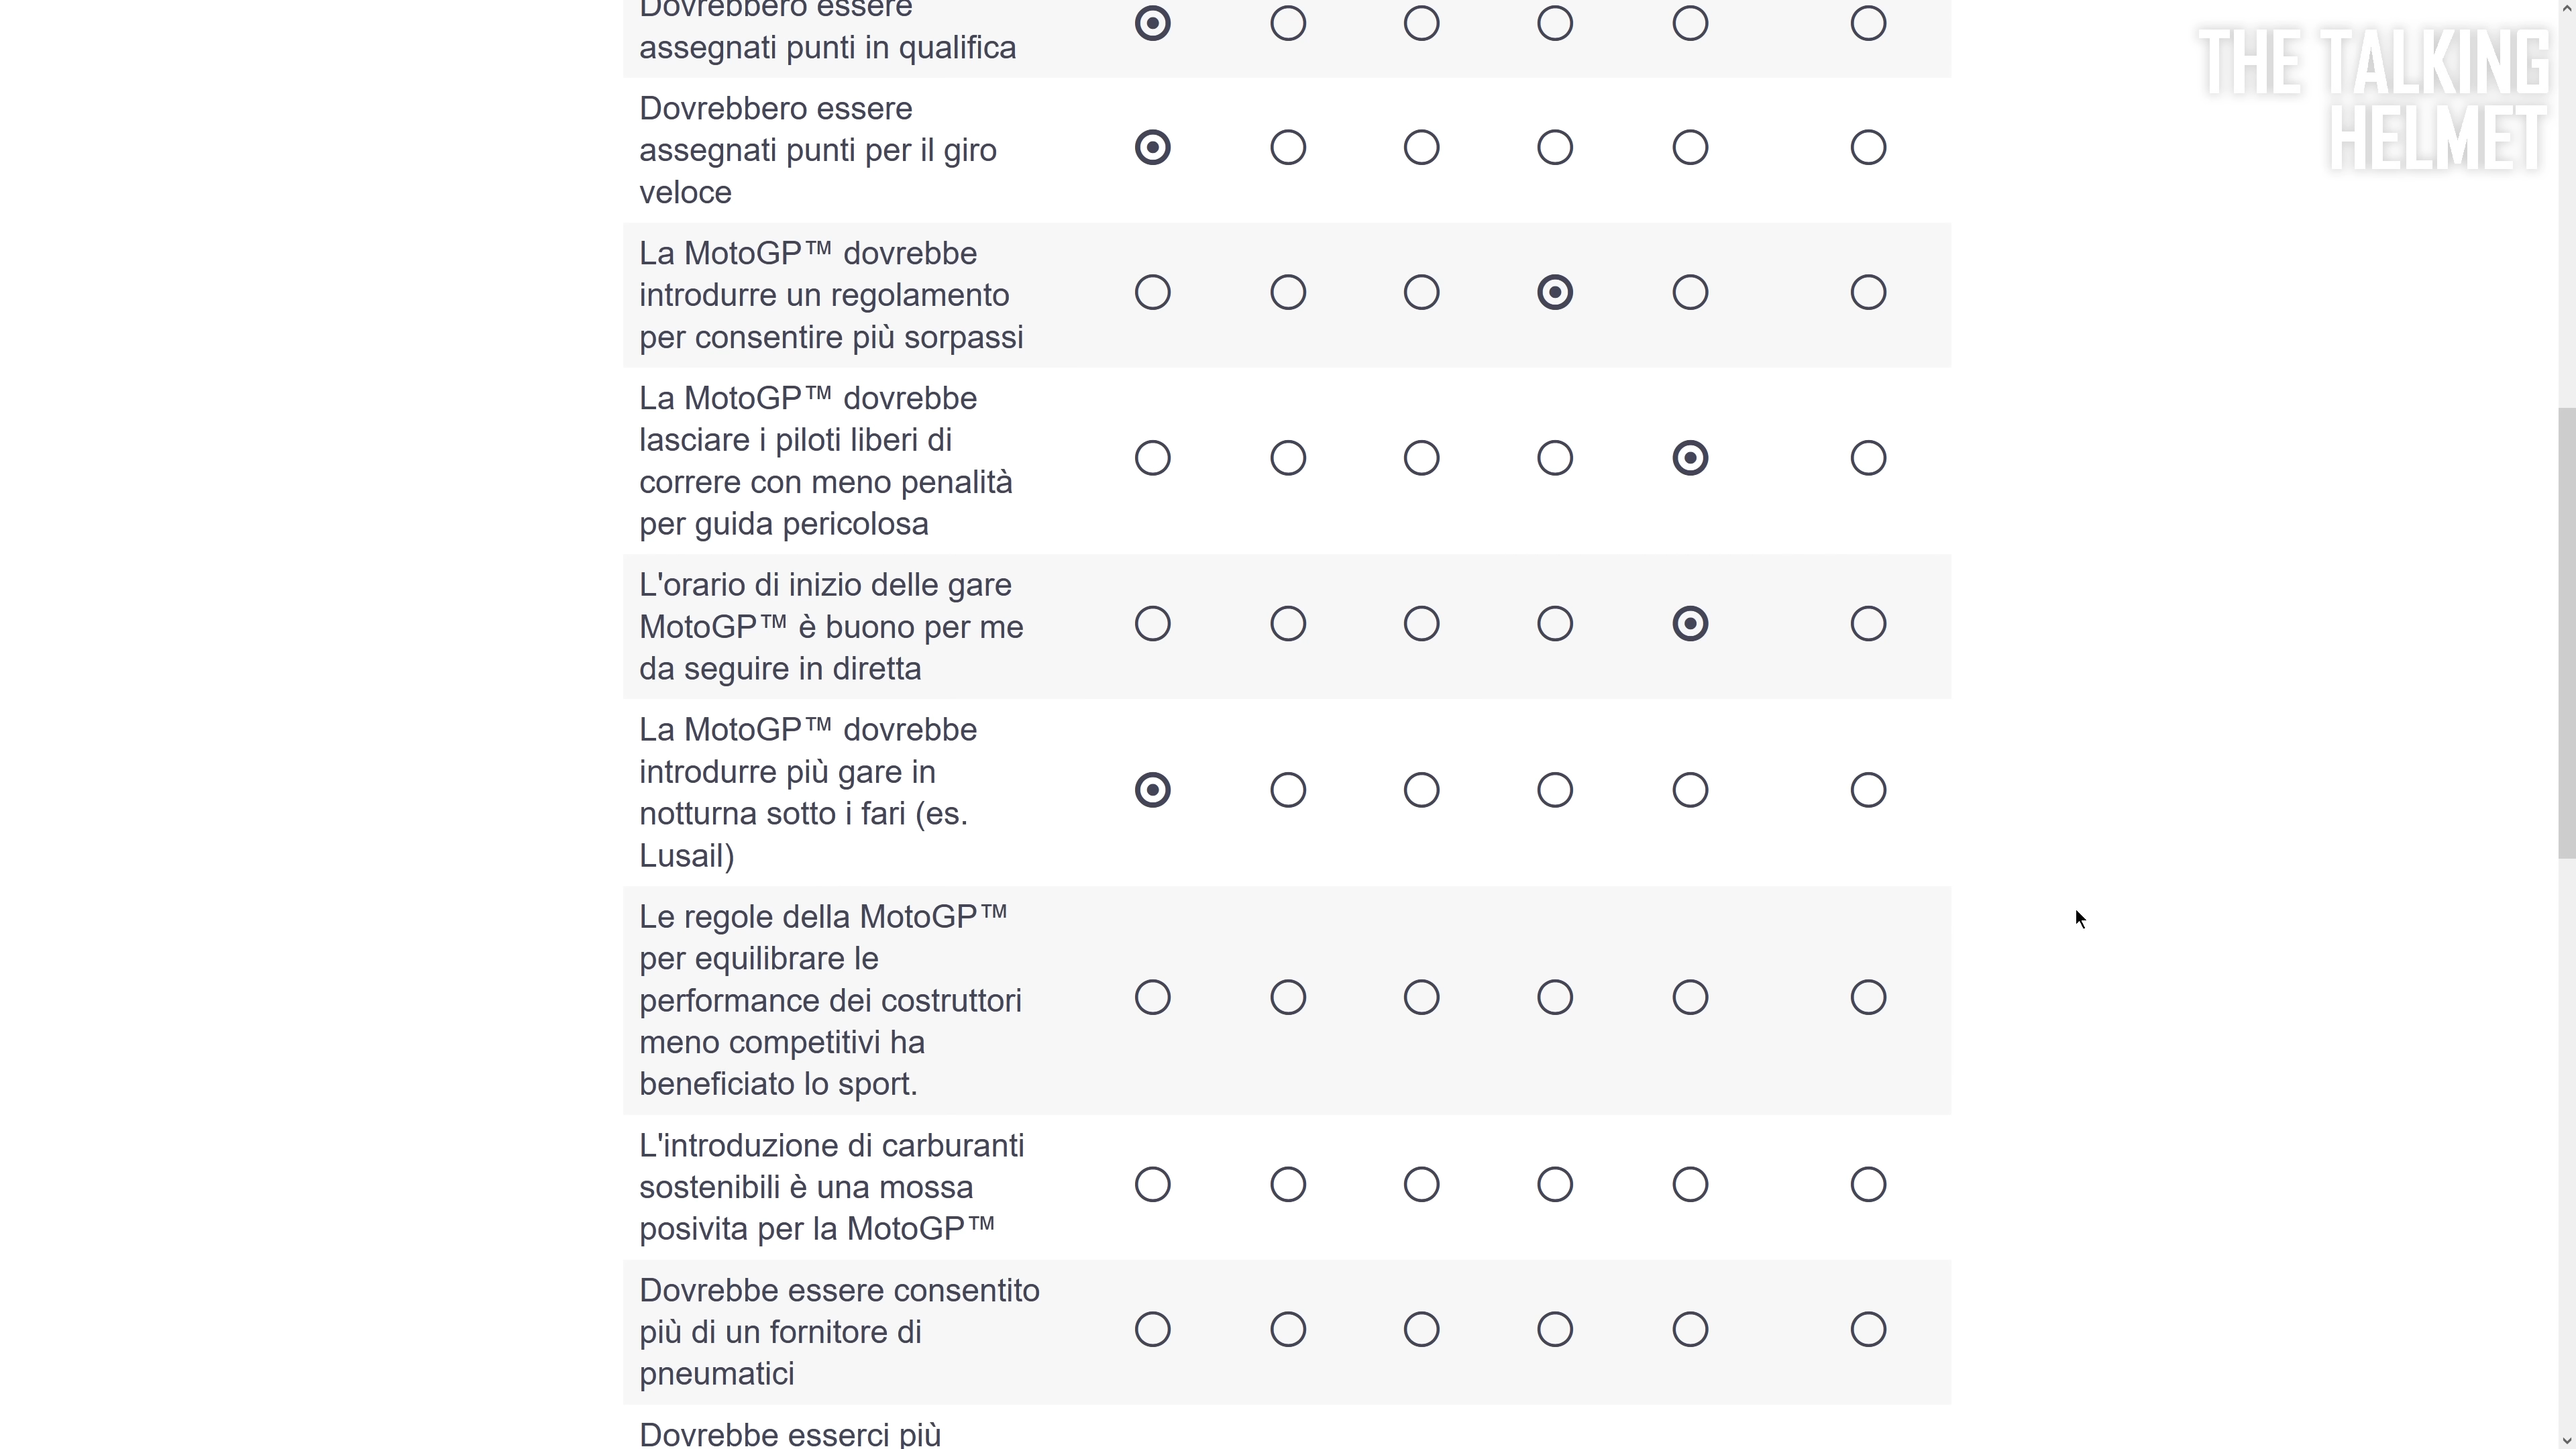 Dovrebbero essere
assegnati punti in qualifica
THE TALKING
HELMET
Dovrebbero essere
assegnati punti per il giro
veloce
La MotoGP™ dovrebbe
introdurre un regolamento
per consentire più sorpassi
La MotoGP™ dovrebbe
lasciare i piloti liberi di
correre con meno penalità
per guida pericolosa
L'orario di inizio delle gare
MotoGP™ è buono per me
da seguire in diretta
La MotoGP™ dovrebbe
introdurre più gare in
notturna sotto i fari (es.
Lusail)
Le regole della MotoGP™
per equilibrare le
performance dei costruttori
meno competitivi ha
beneficiato lo sport.
L'introduzione di carburanti
sostenibili è una mossa
posivita per la MotoGP™
Dovrebbe essere consentito
più di un fornitore di
pneumatici
Dovrebbe esserci più